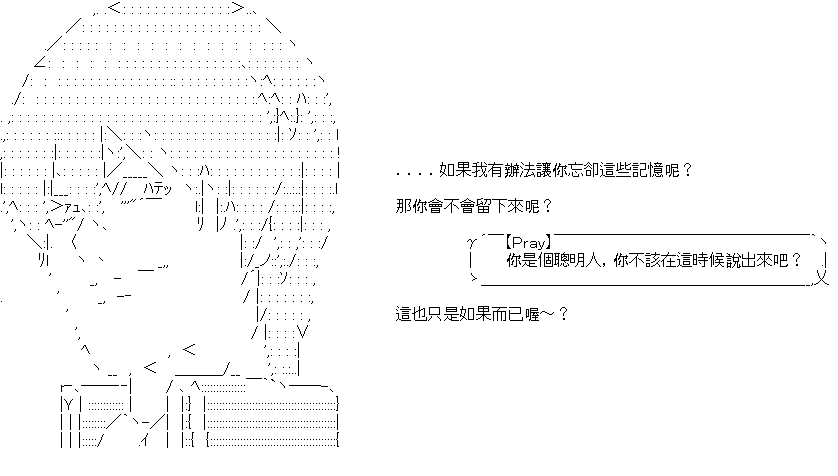 ．．．．如果我有辦法讓你忘卻這些記憶呢？
那你會不會留下來呢？
【Pray】
你是個聰明人，你不該在這時候說出來吧？
這也只是如果而已喔～？